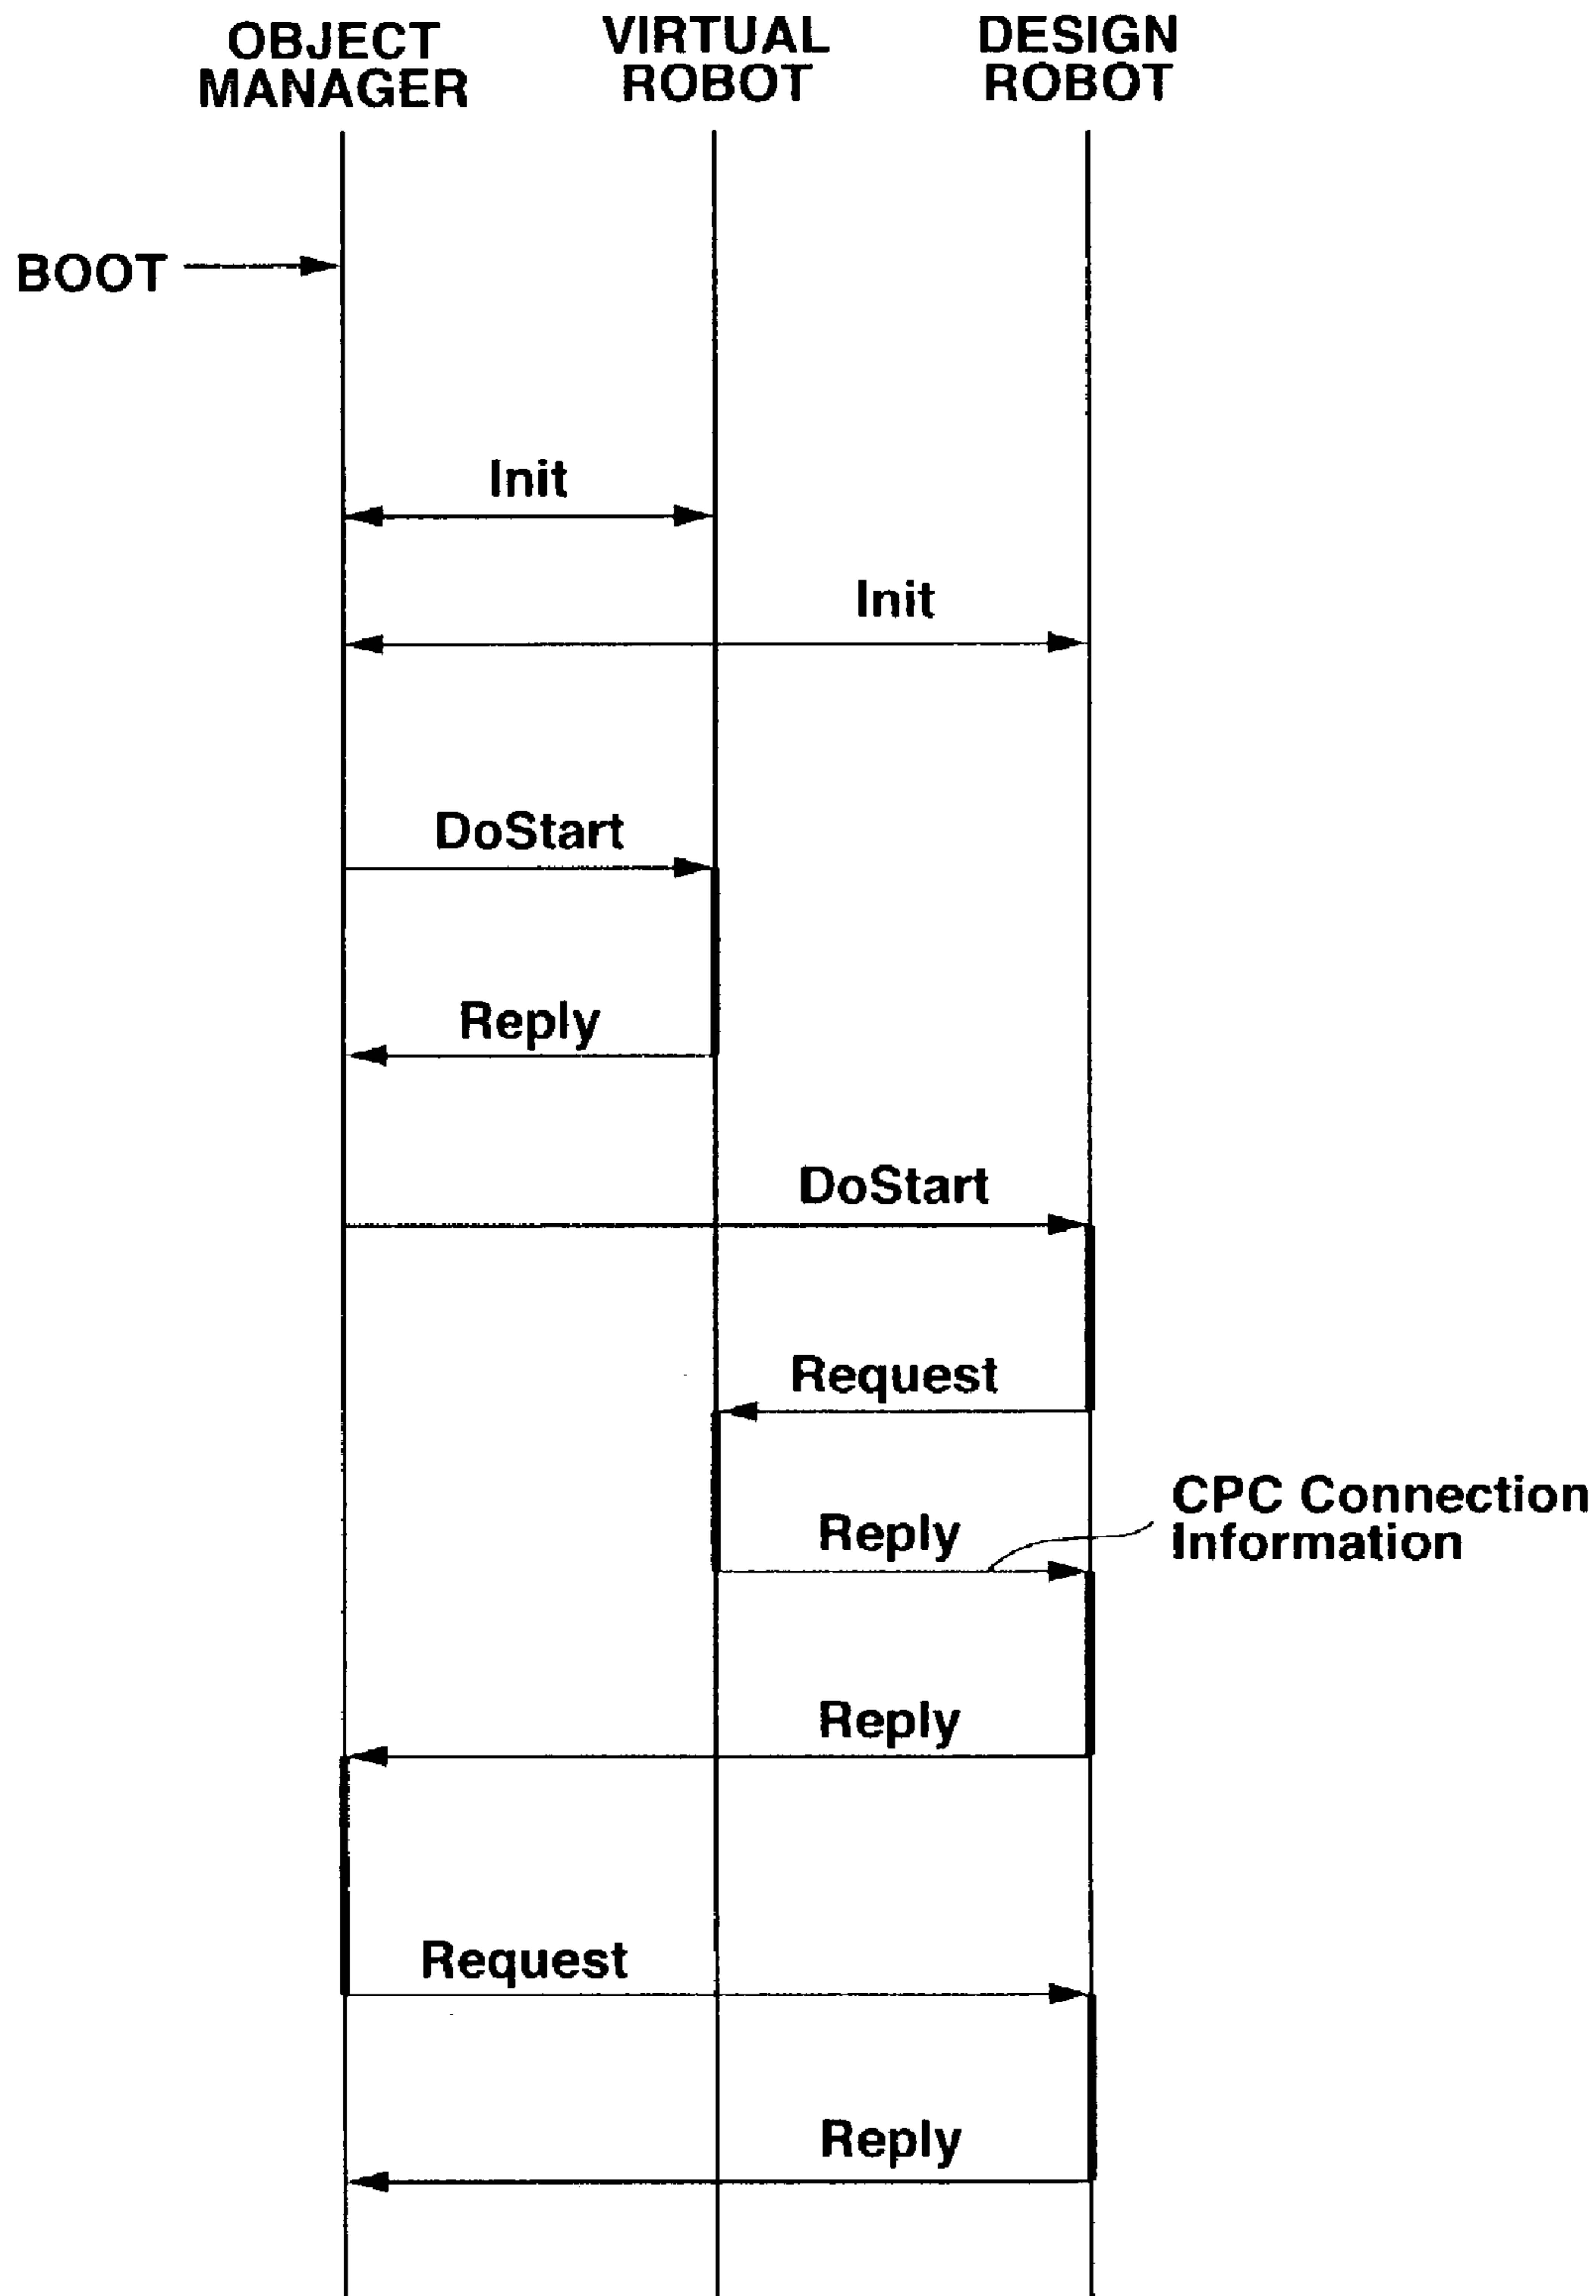 OBJECT
MANAGER
VIRTUAL
ROBOT
DESIGN
ROBOT
BOOT
Init
Init
DoStart
Reply
DoStart
Request
CPC Connection
Information
Reply
Reply
Request
Reply